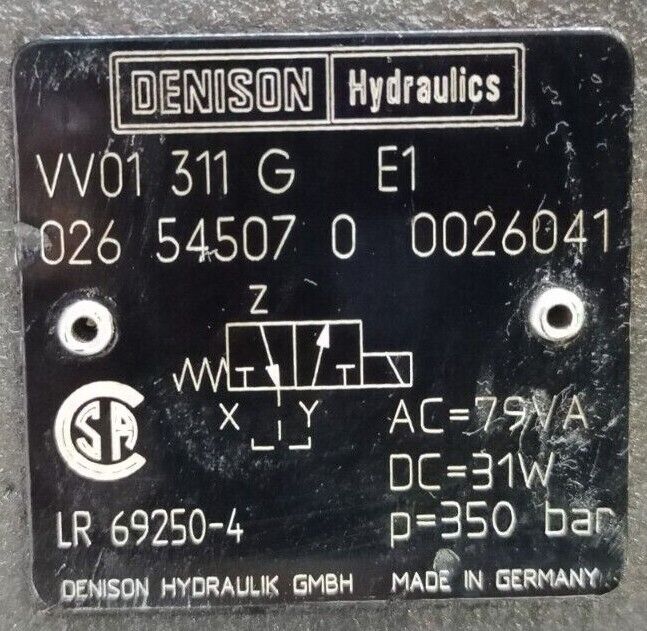 DENISON Hydraulics
VV01 311 G E1
026 54507 0 0026041
Z
X Y
AC=79VA
SA
DC=31W
LR 69250-4
p=350 bar
DENISON HYDRAULIK GMBH MADE IN GERMANY